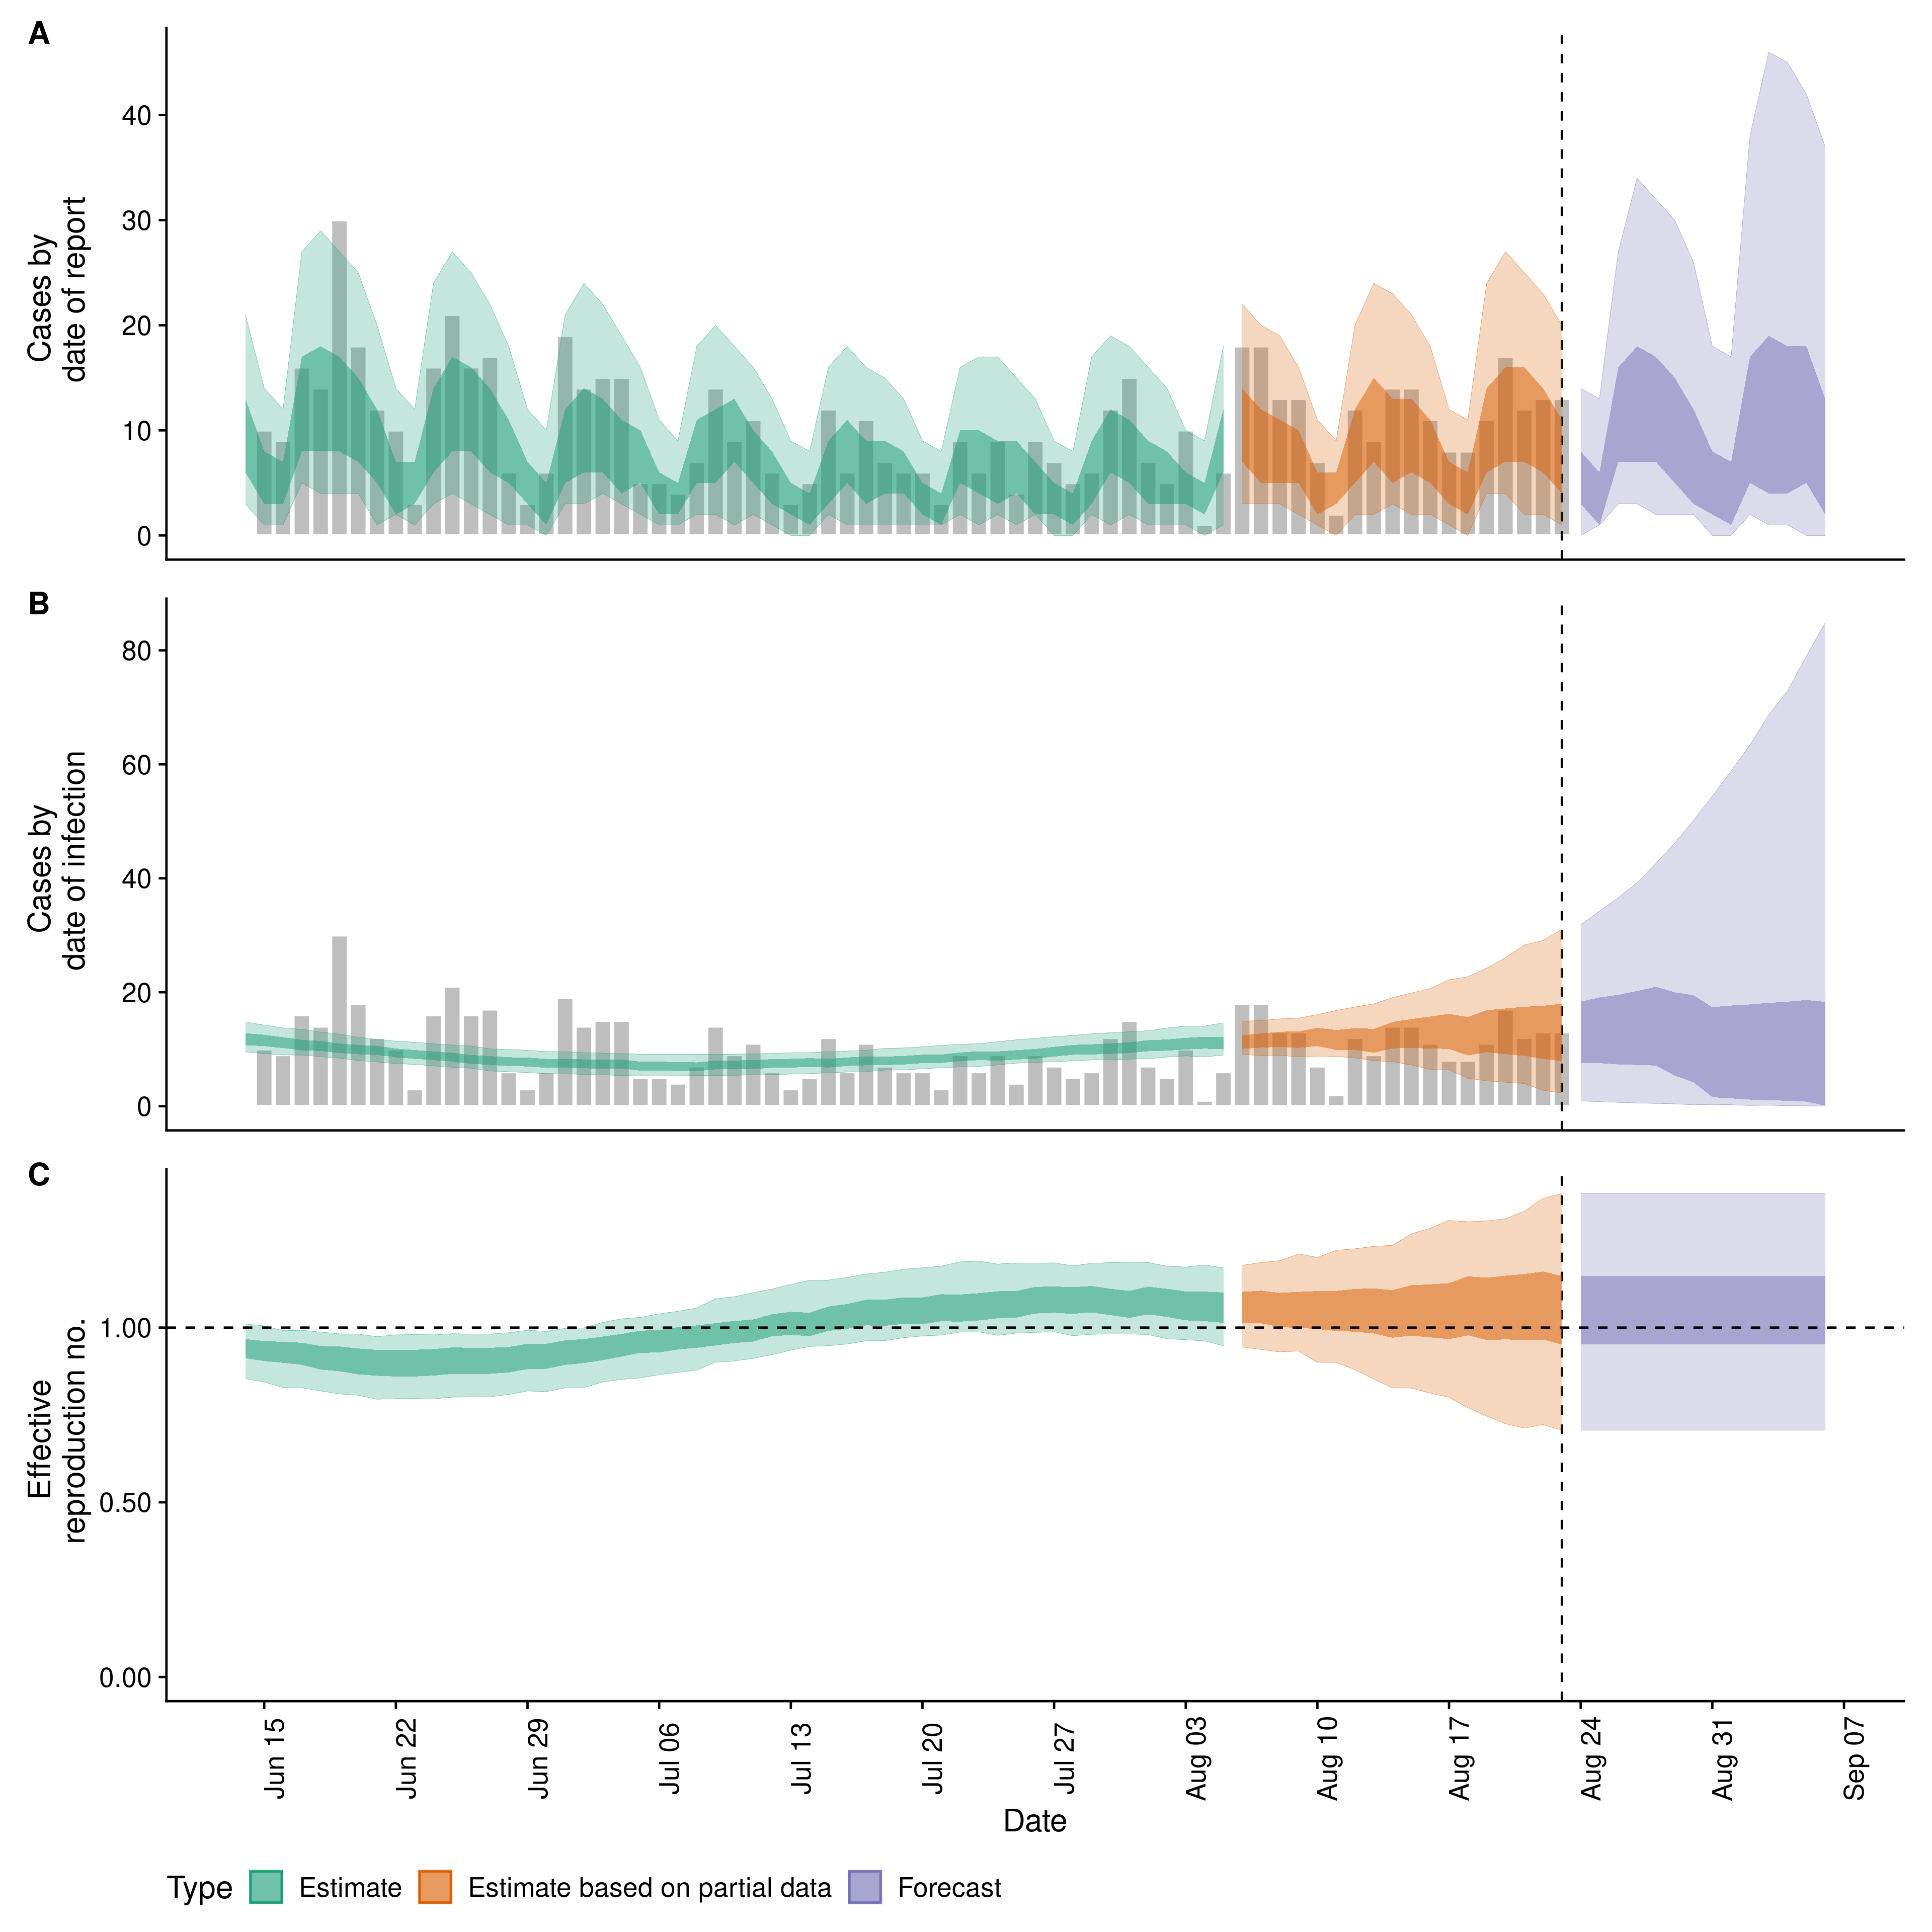 A
Cases by
date of report
40
30
20
10
0
B
Cases by
date of infection
80
60
40
20
0
C
Effective
reproduction no.
1.00
0.50
0.00
Jun 15
Jun 22
Jun 29
Jul 06
Jul 13
Jul 20
Jul 27
Aug 03
Aug 10
Aug 17
Aug 24
Aug 31
Sep 07
Date
Type Estimate Estimate based on partial data Forecast